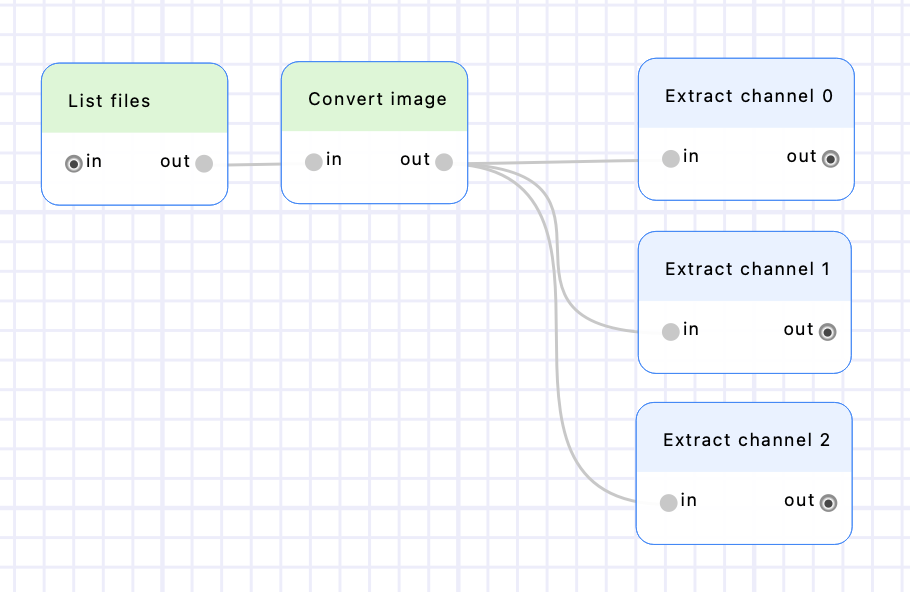 List files
in out
Convert image
in out
Extract channel 0
in out
Extract channel 1
in out
Extract channel 2
in out